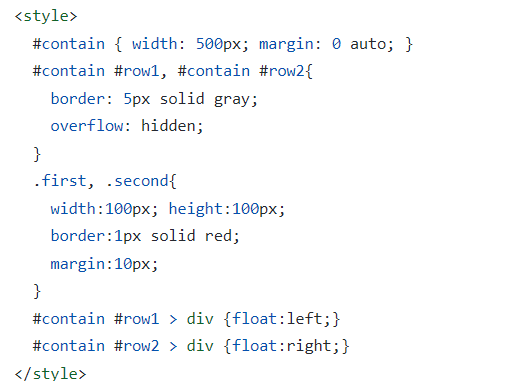 <style>
#contain { width: 500px; margin: 0 auto; }
#contain #row1, #contain #row2{
border: 5px solid gray;
overflow: hidden;
}
.first, .second{
width:100px; height:100px;
border:1px solid red;
margin:10px;
}
#contain #row1 > div {float:left;}
#contain #row2 > div {float:right;}
</style>